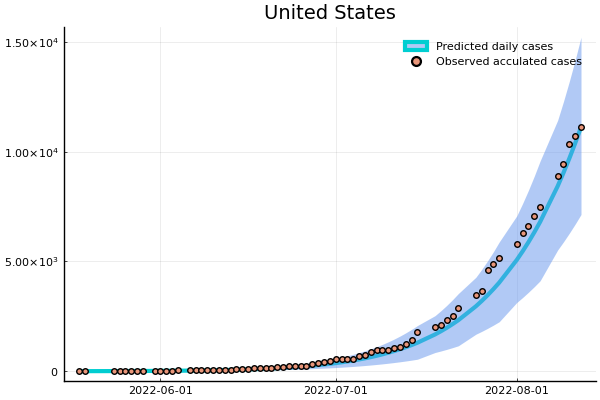 United States
1.50×10⁴
Predicted daily cases
Observed acculated cases
1.00×10⁴
5.00×10³
0
2022-06-01 2022-07-01 2022-08-01